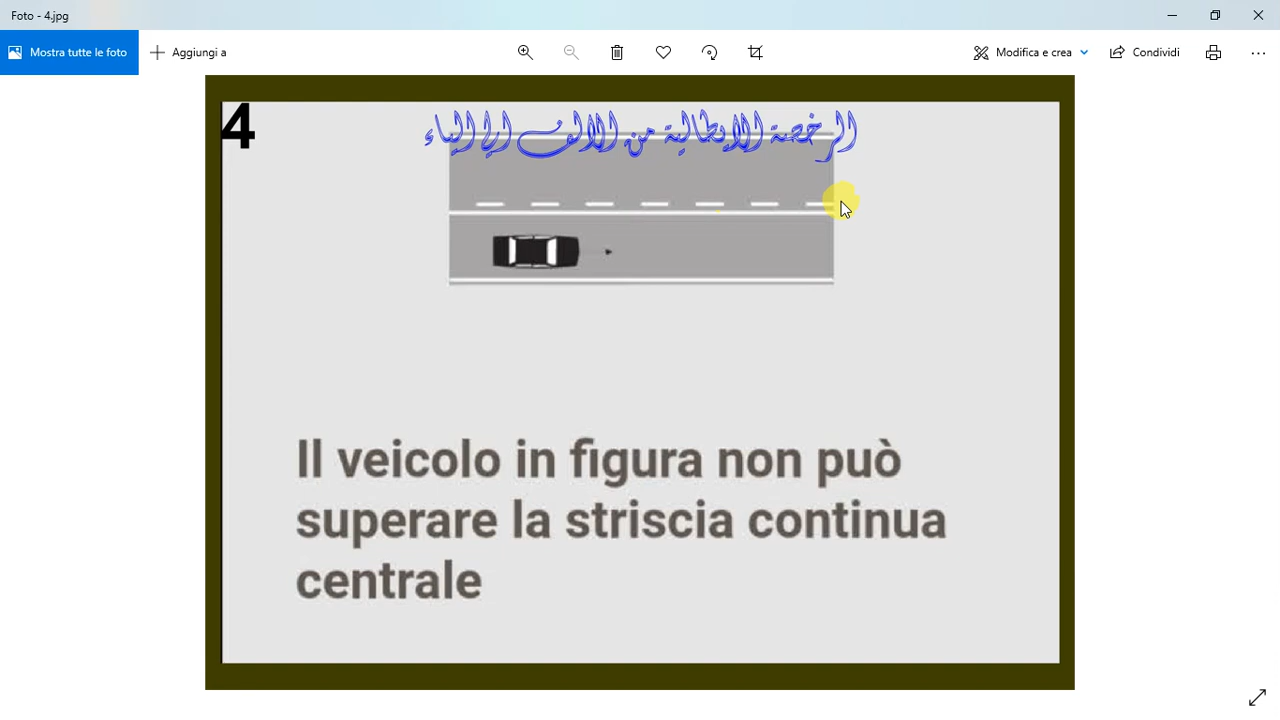 Foto - 4.jpg
Mostra tutte le foto
Aggiungi a
Modifica e crea
Condividi
4
الرخصة الإيطالية من الألف إلى الياء
Il veicolo in figura non può
superare la striscia continua
centrale